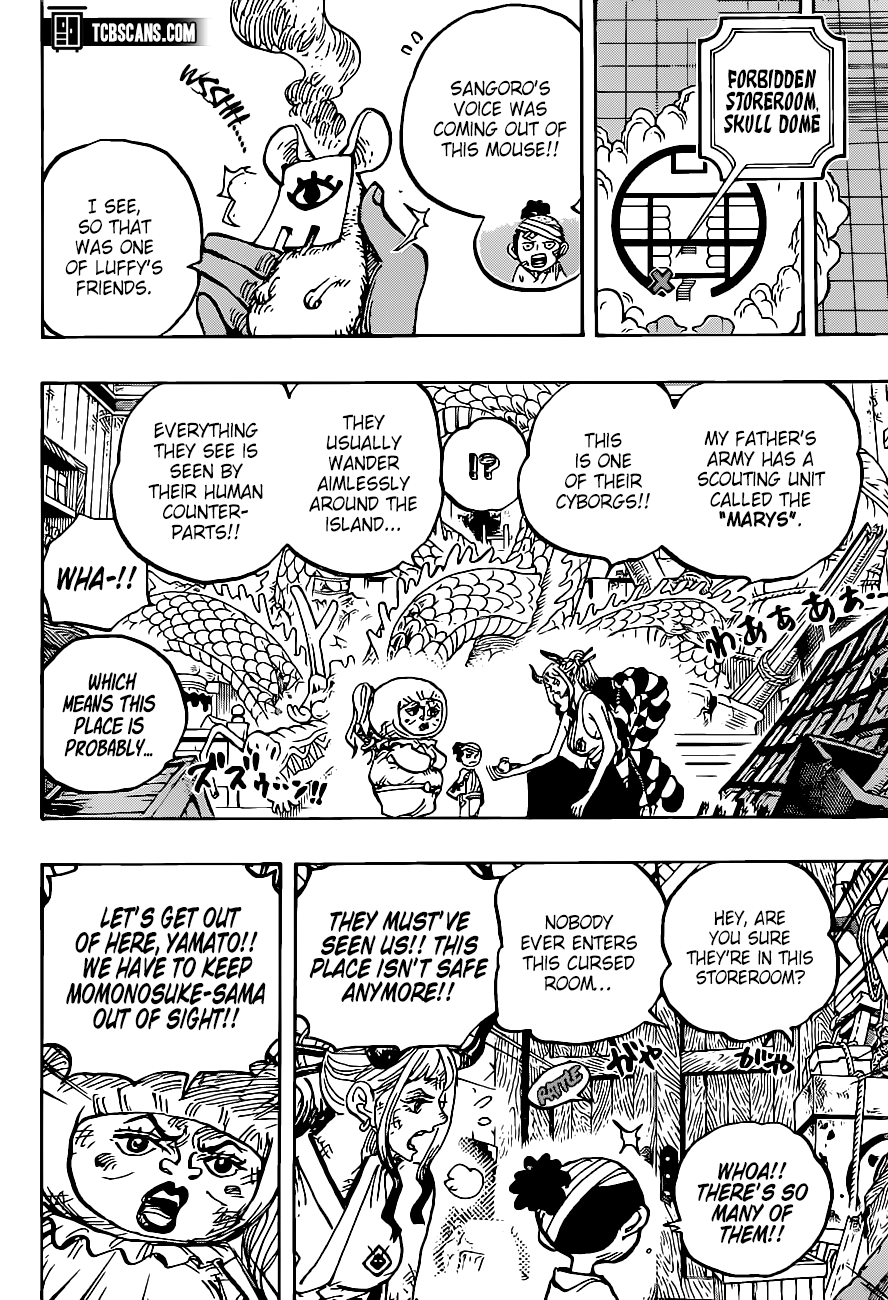 TCBSCANS.COM
FORBIDDEN
STOREROOM,
SKULL DOME
SANGORO'S
VOICE WAS
COMING OUT OF
THIS MOUSE!!
WSSHH...
I SEE,
SO THAT
WAS ONE
OF LUFFY'S
FRIENDS.
MY FATHER'S
ARMY HAS A
SCOUTING UNIT
CALLED THE
"MARYS".
THIS
IS ONE
OF THEIR
CYBORGS!!
!?
THEY
USUALLY
WANDER
AIMLESSLY
AROUND THE
ISLAND...
EVERYTHING
THEY SEE IS
SEEN BY
THEIR HUMAN
COUNTER-
PARTS!!
WHA-!!
わあぁあぁ...
WHICH
MEANS THIS
PLACE IS
PROBABLY...
ズズゥ...ン!!
HEY, ARE
YOU SURE
THEY'RE IN THIS
STOREROOM?
NOBODY
EVER ENTERS
THIS CURSED
ROOM...
THEY MUST'VE
SEEN US!! THIS
PLACE ISN'T SAFE
ANYMORE!!
ガヤ
ガヤ
RATTLE
WHOA!!
THERE'S SO
MANY OF
THEM!!
LET'S GET OUT
OF HERE, YAMATO!!
WE HAVE TO KEEP
MOMONOSUKE-SAMA
OUT OF SIGHT!!